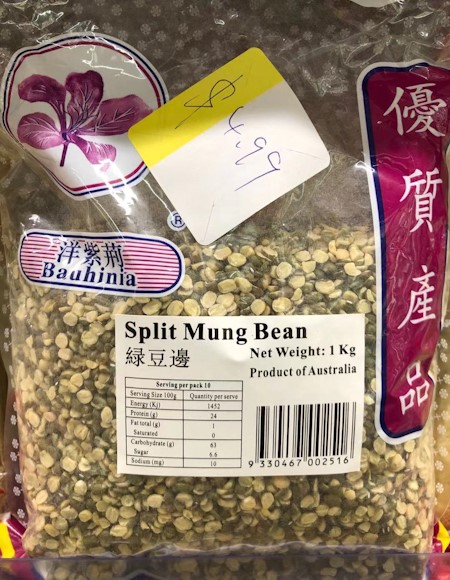 $4.99
®
洋紫荊
Bauhinia
優質產品
Split Mung Bean
綠豆邊
Net Weight: 1 Kg
Product of Australia
Serving per pack 10
Serving Size 100g Quantity per serve
Energy (Kj) 1452
Protein (g) 24
Fat total (g) 1
Saturated 0
Carbohydrate (g) 63
Sugar 6.6
Sodium (mg) 10
9 330467 002516